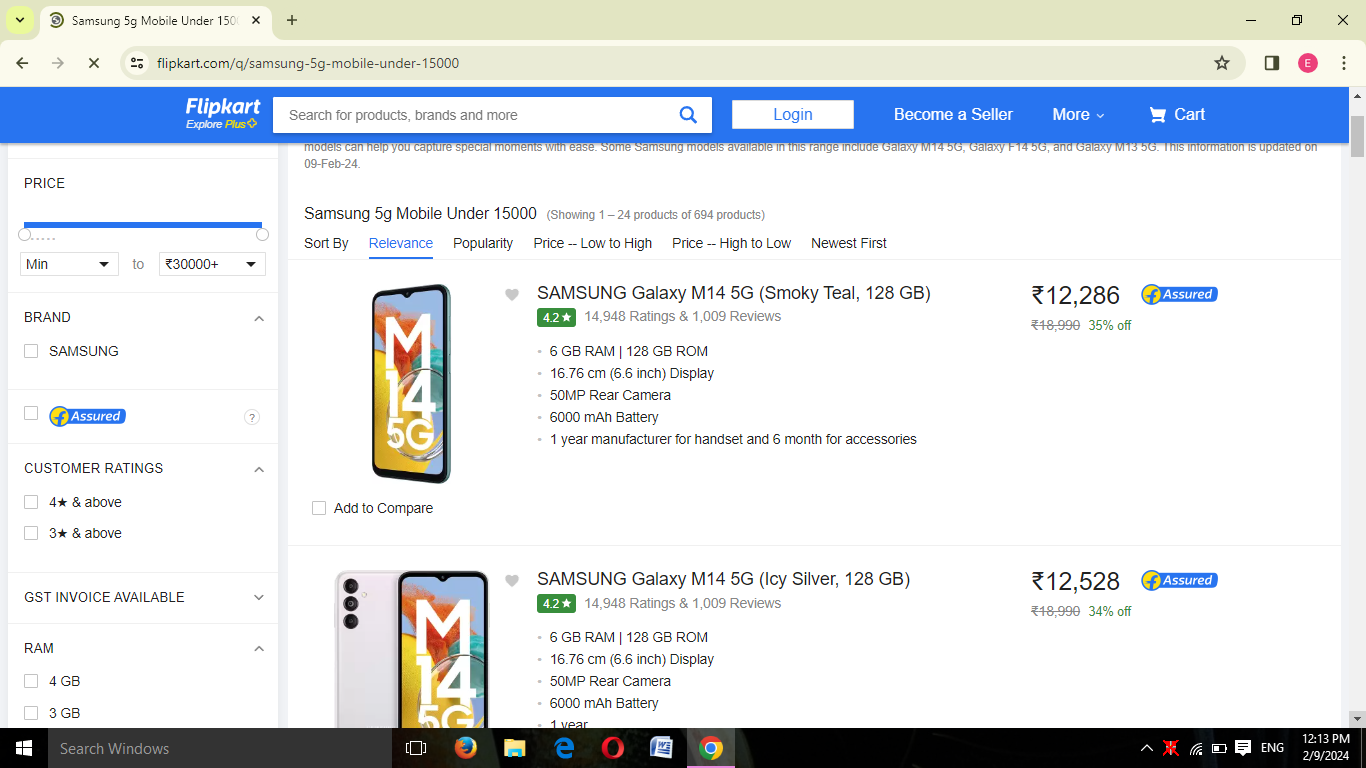 Samsung 5g Mobile Under 150
flipkart.com/q/samsung-5g-mobile-under-15000
E
Flipkart
Explore Plus
Search for products, brands and more
Login
Become a Seller
More
Cart
models can help you capture special moments with ease. Some Samsung models available in this range include Galaxy M14 5G, Galaxy F14 5G, and Galaxy M13 5G. This information is updated on
09-Feb-24.
PRICE
Min
to
₹30000+
BRAND
SAMSUNG
Assured
?
CUSTOMER RATINGS
4★ & above
3★ & above
GST INVOICE AVAILABLE
RAM
4 GB
3 GB
Samsung 5g Mobile Under 15000 (Showing 1 – 24 products of 694 products)
Sort By Relevance Popularity Price -- Low to High Price -- High to Low Newest First
M
14
5G
Add to Compare
SAMSUNG Galaxy M14 5G (Smoky Teal, 128 GB)
4.2★ 14,948 Ratings & 1,009 Reviews
• 6 GB RAM | 128 GB ROM
• 16.76 cm (6.6 inch) Display
• 50MP Rear Camera
• 6000 mAh Battery
• 1 year manufacturer for handset and 6 month for accessories
₹12,286
Assured
₹18,990 35% off
M
14
5G
SAMSUNG Galaxy M14 5G (Icy Silver, 128 GB)
4.2★ 14,948 Ratings & 1,009 Reviews
• 6 GB RAM | 128 GB ROM
• 16.76 cm (6.6 inch) Display
• 50MP Rear Camera
• 6000 mAh Battery
• 1 year
₹12,528
Assured
₹18,990 34% off
Search Windows
ENG
12:13 PM
2/9/2024